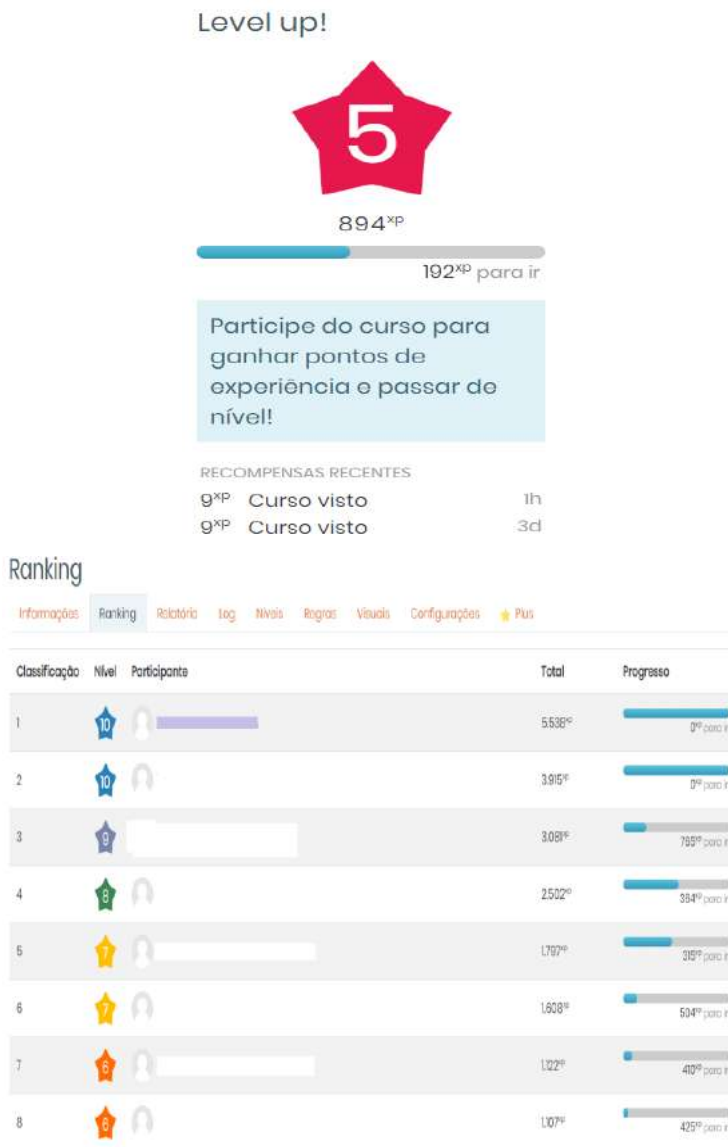 Level up!
5
894xp
192xp para ir
Participe do curso para
ganhar pontos de
experiência e passar de
nível!
RECOMPENSAS RECENTES
9xp Curso visto 1h
9xp Curso visto 3d
Ranking
Informações Ranking Relatório Log Níveis Regras Visuais Configurações Plus
Classificação Nível Participante Total Progresso
1 10 5.538xp 0xp para ir
2 10 3.915xp 0xp para ir
3 9 3.081xp 765xp para ir
4 8 2.502xp 364xp para ir
5 7 1.797xp 315xp para ir
6 7 1.608xp 504xp para ir
7 6 1.122xp 410xp para ir
8 6 1.107xp 425xp para ir